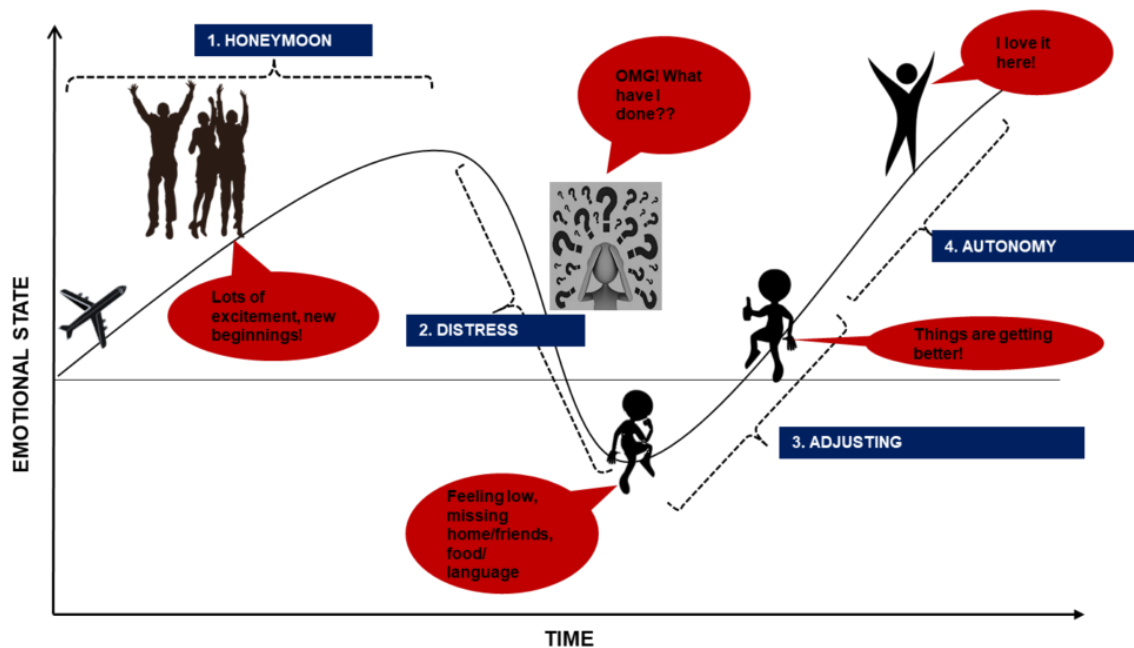 1. HONEYMOON
I love it
here!
OMG! What
have I
done??
4. AUTONOMY
Lots of
excitement, new
beginnings!
2. DISTRESS
Things are getting
better!
3. ADJUSTING
Feeling low,
missing
home/friends,
food/
language
EMOTIONAL STATE
TIME